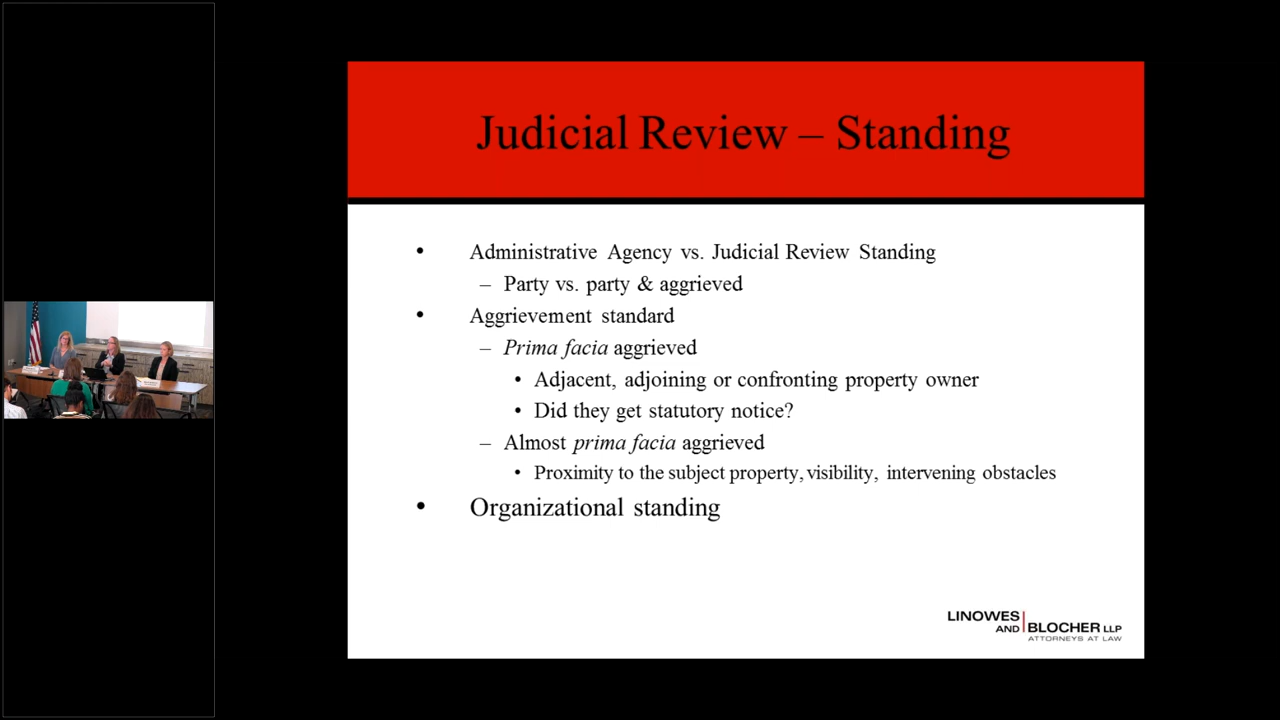 Judicial Review – Standing
• Administrative Agency vs. Judicial Review Standing
– Party vs. party & aggrieved
• Aggrievement standard
– Prima facia aggrieved
• Adjacent, adjoining or confronting property owner
• Did they get statutory notice?
– Almost prima facia aggrieved
• Proximity to the subject property, visibility, intervening obstacles
• Organizational standing
LINOWES
AND BLOCHER LLP
ATTORNEYS AT LAW